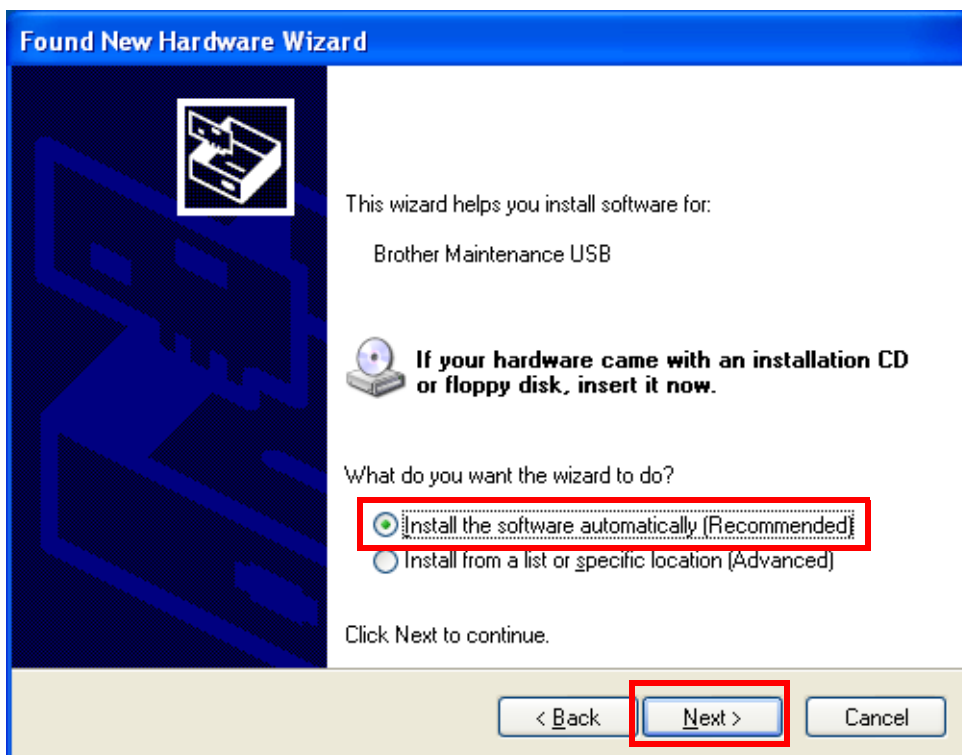 Found New Hardware Wizard
This wizard helps you install software for:
Brother Maintenance USB
If your hardware came with an installation CD
or floppy disk, insert it now.
What do you want the wizard to do?
Install the software automatically (Recommended)
Install from a list or specific location (Advanced)
Click Next to continue.
< Back
Next >
Cancel